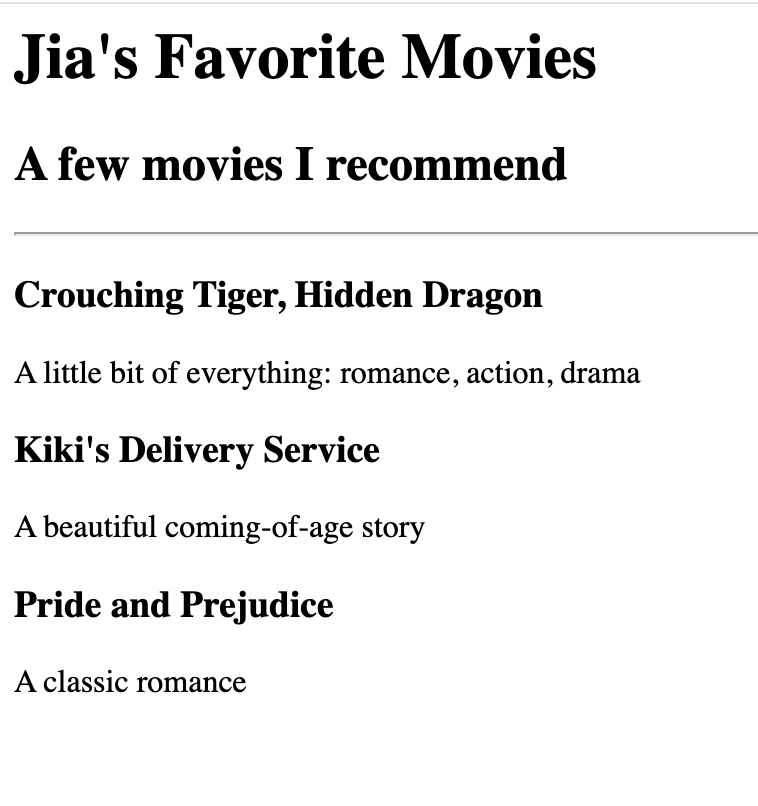 Jia's Favorite Movies
A few movies I recommend
Crouching Tiger, Hidden Dragon
A little bit of everything: romance, action, drama
Kiki's Delivery Service
A beautiful coming-of-age story
Pride and Prejudice
A classic romance